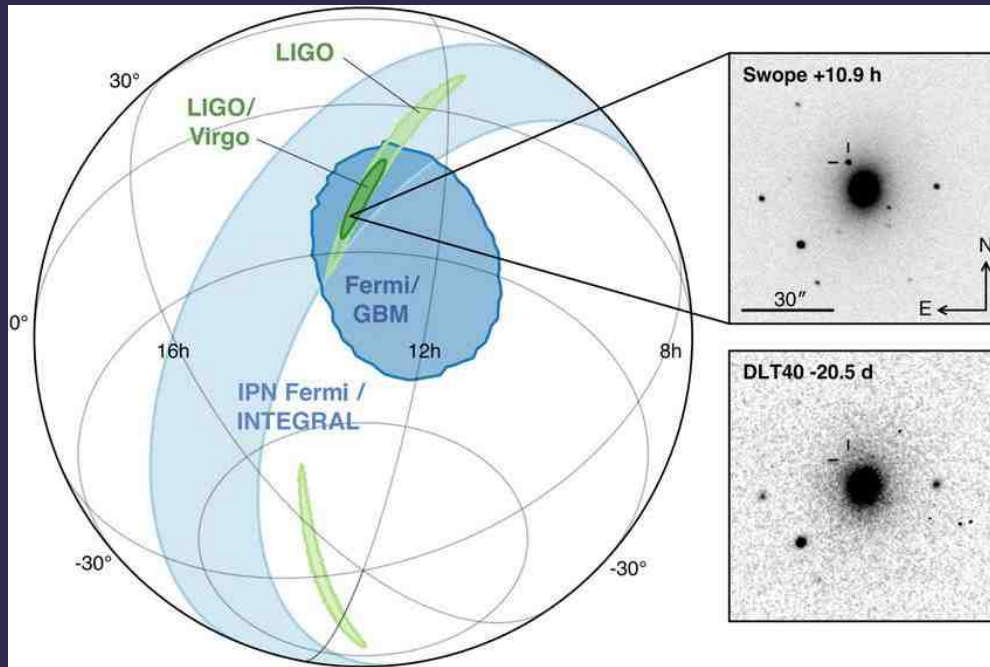 LIGO
LIGO/
Virgo
30°
Fermi/
GBM
0°
16h
12h
8h
IPN Fermi /
INTEGRAL
-30°
-30°
Swope +10.9 h
N
E
30″
DLT40 -20.5 d